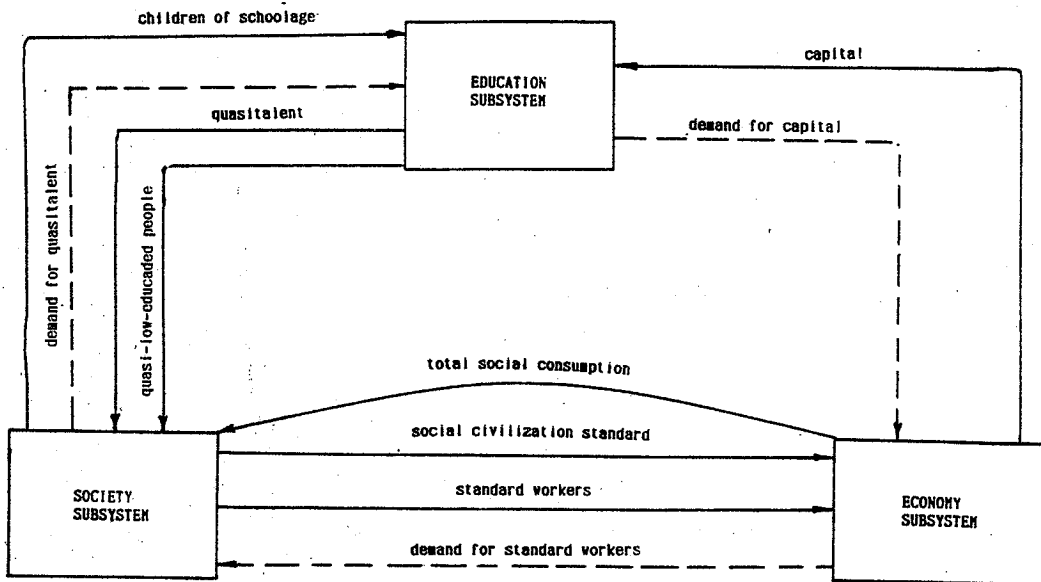 children of schoolage
capital
EDUCATION
SUBSYSTEM
quasitalent
demand for capital
demand for quasitalent
quasi-low-educaded people
total social consumption
social civilization standard
SOCIETY
SUBSYSTEM
standard workers
ECONOMY
SUBSYSTEM
demand for standard workers